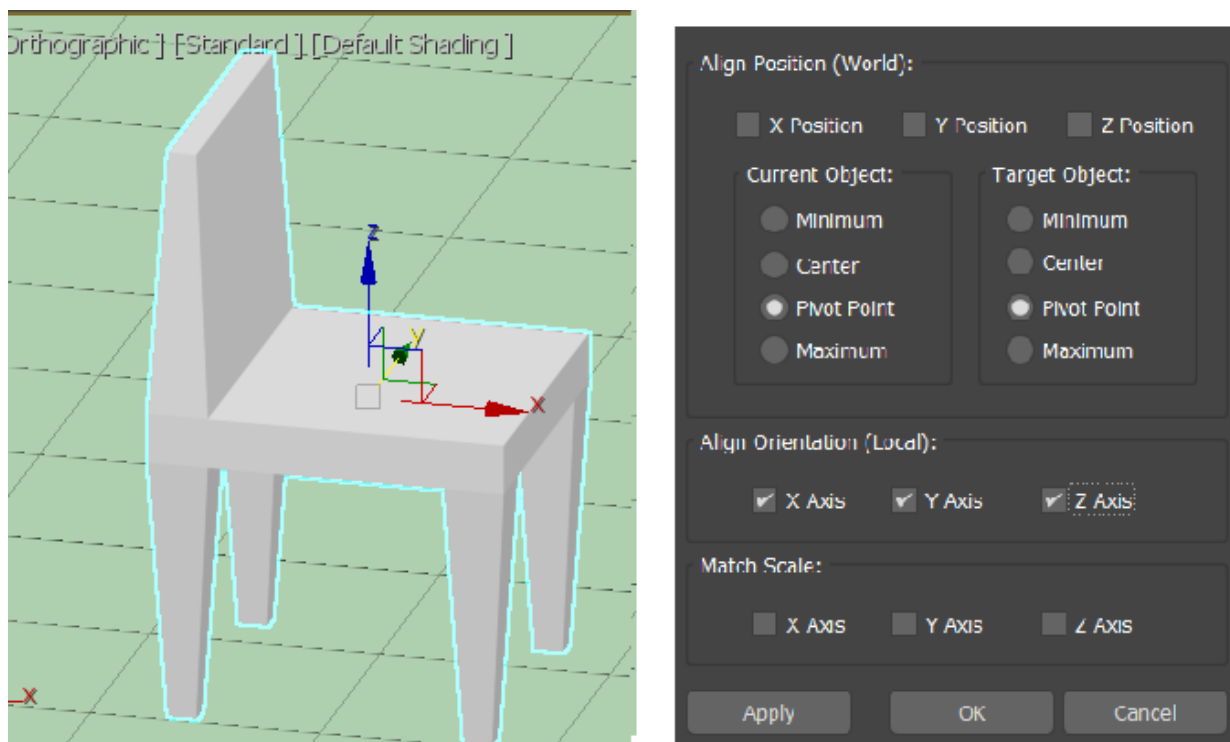 Orthographic ] [Standard ] [Default Shading ]
z
y
x
X
Align Position (World):
X Position Y Position Z Position
Current Object: Target Object:
Minimum Minimum
Center Center
Pivot Point Pivot Point
Maximum Maximum
Align Orientation (Local):
X Axis Y Axis Z Axis
Match Scale:
X Axis Y Axis Z Axis
Apply OK Cancel